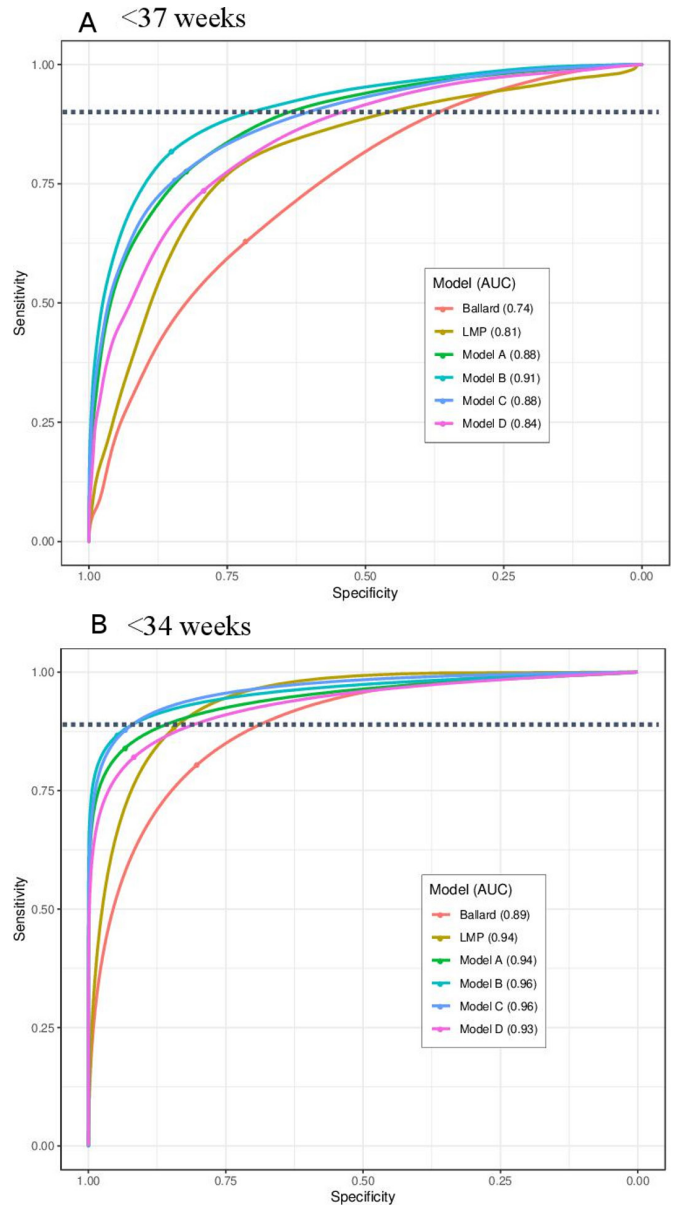 A <37 weeks
1.00
0.75
0.50
0.25
0.00
Sensitivity
Model (AUC)
Ballard (0.74)
LMP (0.81)
Model A (0.88)
Model B (0.91)
Model C (0.88)
Model D (0.84)
1.00 0.75 0.50 0.25 0.00
Specificity
B <34 weeks
1.00
0.75
0.50
0.25
0.00
Sensitivity
Model (AUC)
Ballard (0.89)
LMP (0.94)
Model A (0.94)
Model B (0.96)
Model C (0.96)
Model D (0.93)
1.00 0.75 0.50 0.25 0.00
Specificity